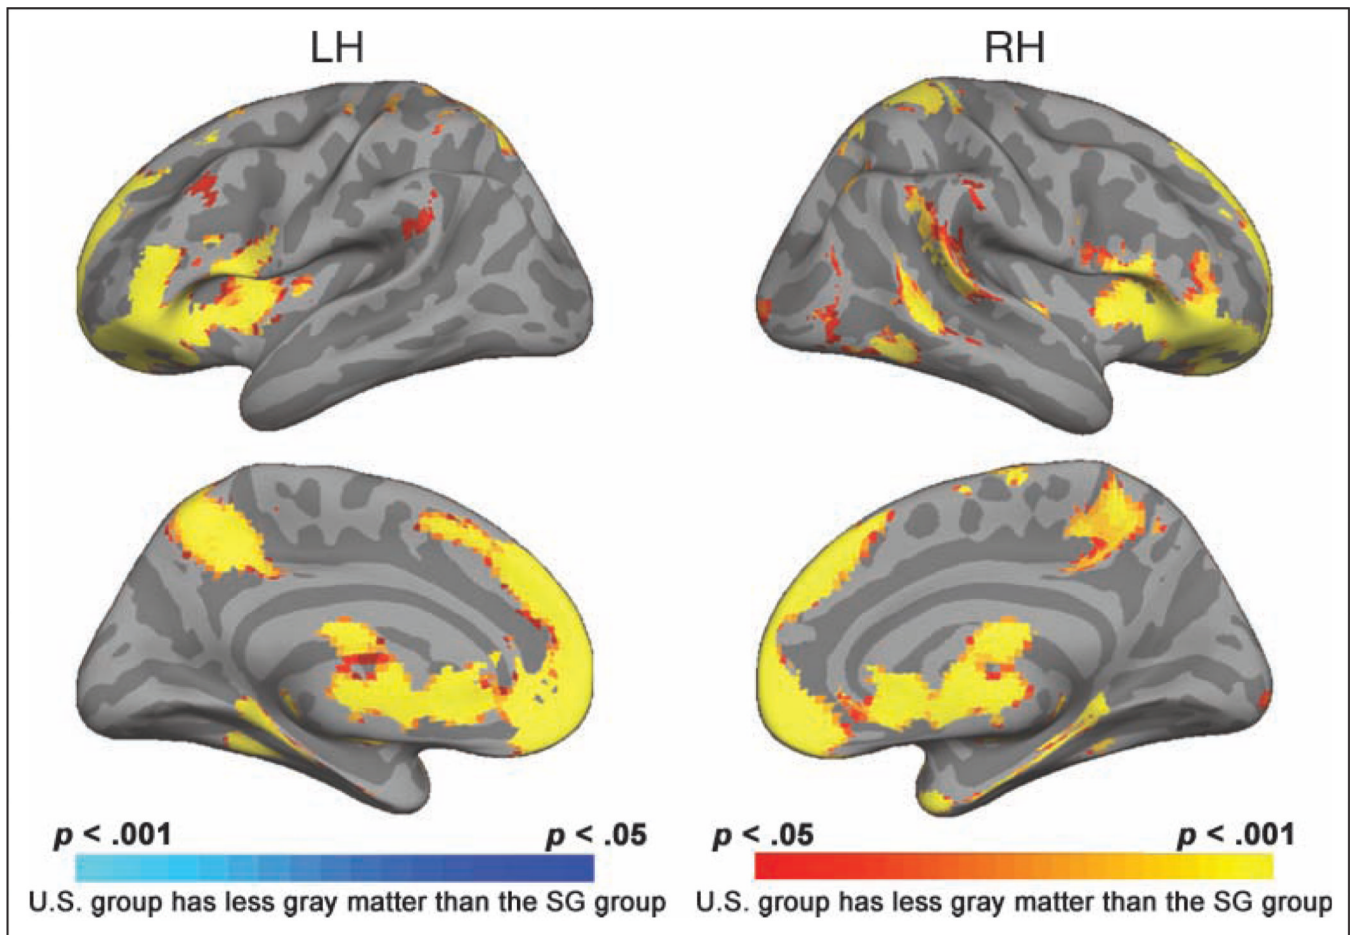 LH RH
p < .001 p < .05 p < .05 p < .001
U.S. group has less gray matter than the SG group U.S. group has less gray matter than the SG group